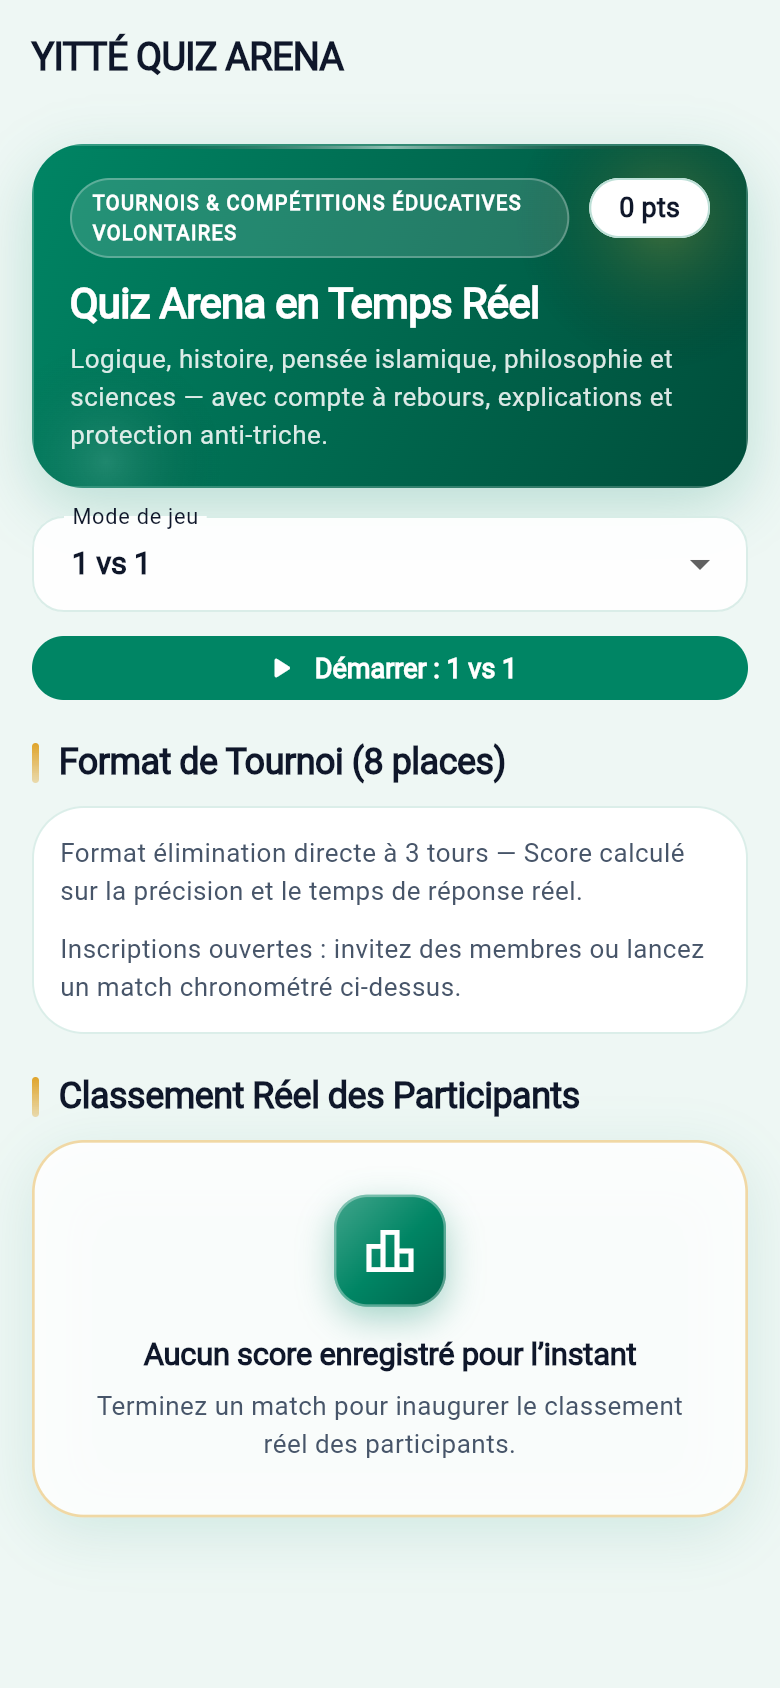 YITTÉ QUIZ ARENA
TOURNOIS & COMPÉTITIONS ÉDUCATIVES
VOLONTAIRES
0 pts
Quiz Arena en Temps Réel
Logique, histoire, pensée islamique, philosophie et
sciences — avec compte à rebours, explications et
protection anti-triche.
Mode de jeu
1 vs 1
Démarrer : 1 vs 1
Format de Tournoi (8 places)
Format élimination directe à 3 tours — Score calculé
sur la précision et le temps de réponse réel.
Inscriptions ouvertes : invitez des membres ou lancez
un match chronométré ci-dessus.
Classement Réel des Participants
Aucun score enregistré pour l’instant
Terminez un match pour inaugurer le classement
réel des participants.